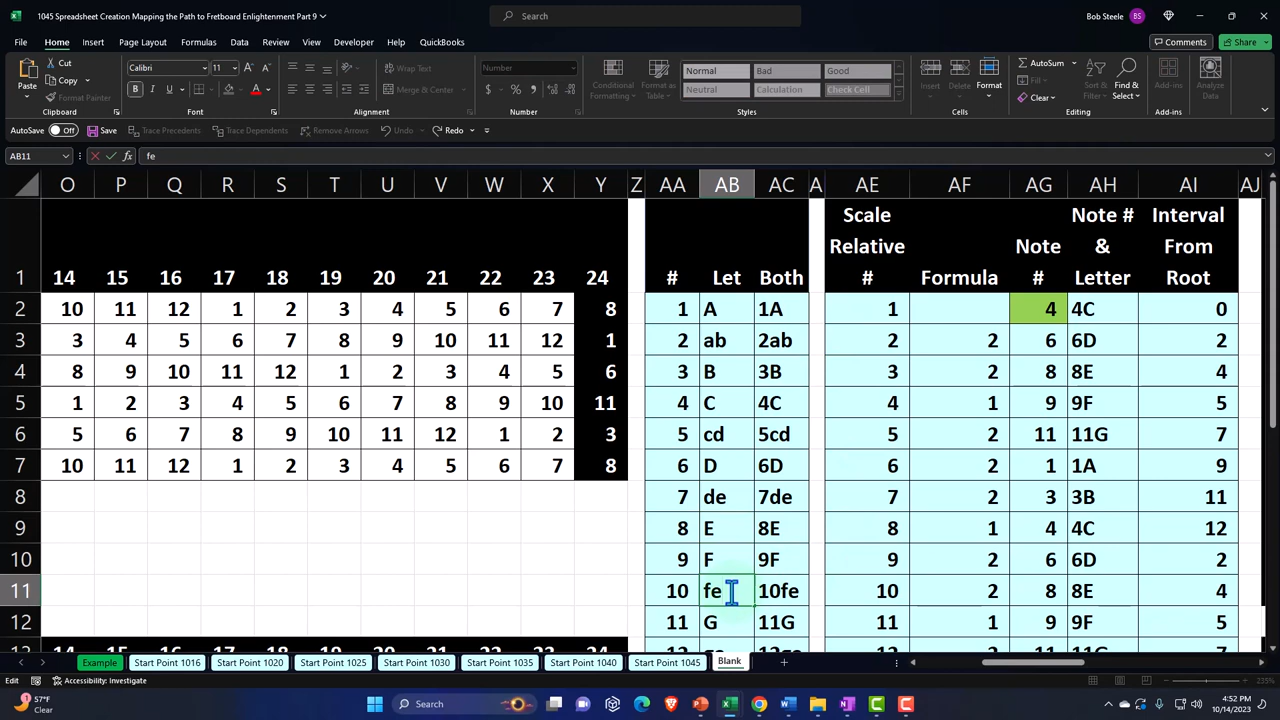 1045 Spreadsheet Creation Mapping the Path to Fretboard Enlightenment Part 9
Search
Bob Steele BS
File Home Insert Page Layout Formulas Data Review View Developer Help QuickBooks Comments Share
Paste Cut Copy Format Painter Calibri 11 Wrap Text Merge & Center Number Conditional Formatting Format as Table Normal Bad Good Neutral Calculation Check Cell Insert Delete Format AutoSum Fill Clear Sort & Filter Find & Select Analyze Data
Clipboard Font Alignment Number Styles Cells Editing Add-ins
AutoSave Off Save Trace Precedents Trace Dependents Remove Arrows Undo Redo
AB11 fx fe
O P Q R S T U V W X Y Z AA AB AC A AE AF AG AH AI AJ
Scale Note # Interval
Relative Note & From
1 14 15 16 17 18 19 20 21 22 23 24 # Let Both # Formula # Letter Root
2 10 11 12 1 2 3 4 5 6 7 8 1 A 1A 1 4 4C 0
3 3 4 5 6 7 8 9 10 11 12 1 2 ab 2ab 2 2 6 6D 2
4 8 9 10 11 12 1 2 3 4 5 6 3 B 3B 3 2 8 8E 4
5 1 2 3 4 5 6 7 8 9 10 11 4 C 4C 4 1 9 9F 5
6 5 6 7 8 9 10 11 12 1 2 3 5 cd 5cd 5 2 11 11G 7
7 10 11 12 1 2 3 4 5 6 7 8 6 D 6D 6 2 1 1A 9
8 7 de 7de 7 2 3 3B 11
9 8 E 8E 8 1 4 4C 12
10 9 F 9F 9 2 6 6D 2
11 10 fe 10fe 10 2 8 8E 4
12 11 G 11G 11 1 9 9F 5
Example Start Point 1016 Start Point 1020 Start Point 1025 Start Point 1030 Start Point 1035 Start Point 1040 Start Point 1045 Blank
Edit Accessibility: Investigate 235%
57°F
Clear
Search
4:52 PM
10/14/2023